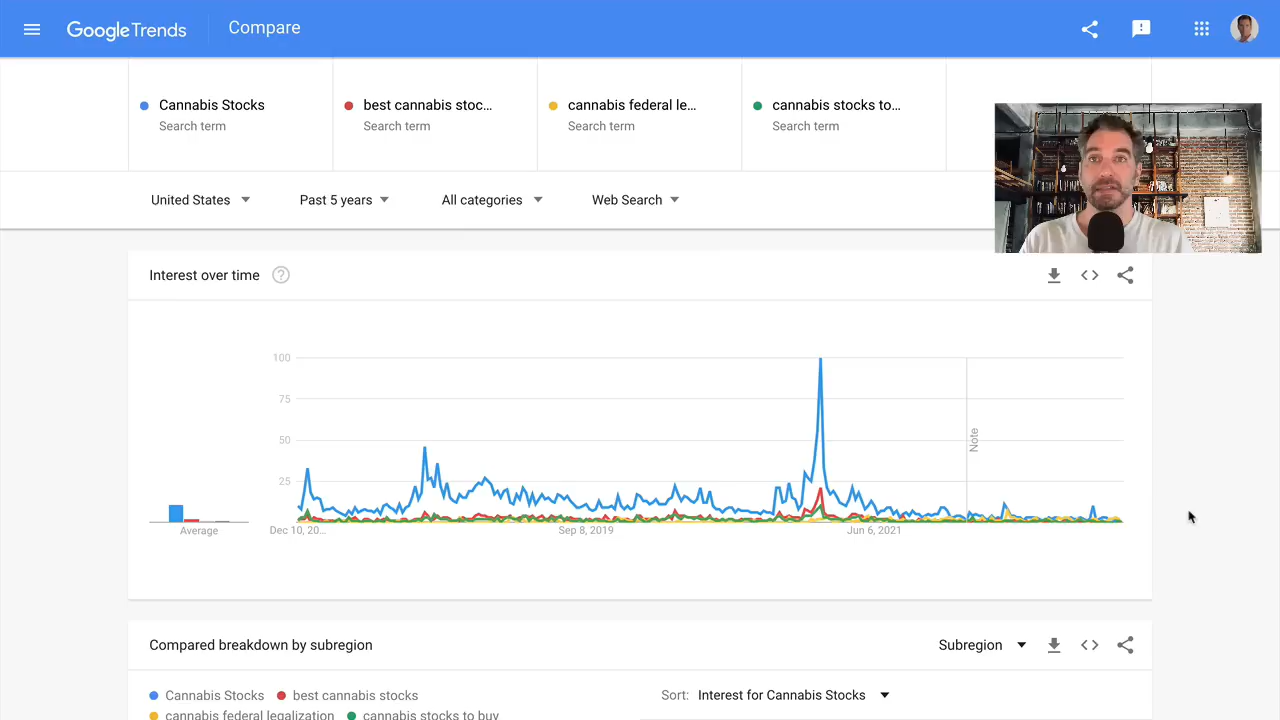 GoogleTrends
Compare
Cannabis Stocks
Search term
best cannabis stoc...
Search term
cannabis federal le...
Search term
cannabis stocks to...
Search term
United States
Past 5 years
All categories
Web Search
Interest over time
?
100
75
50
25
Note
Average
Dec 10, 20...
Sep 8, 2019
Jun 6, 2021
Compared breakdown by subregion
Subregion
Cannabis Stocks
best cannabis stocks
cannabis federal legalization
cannabis stocks to buy
Sort: Interest for Cannabis Stocks